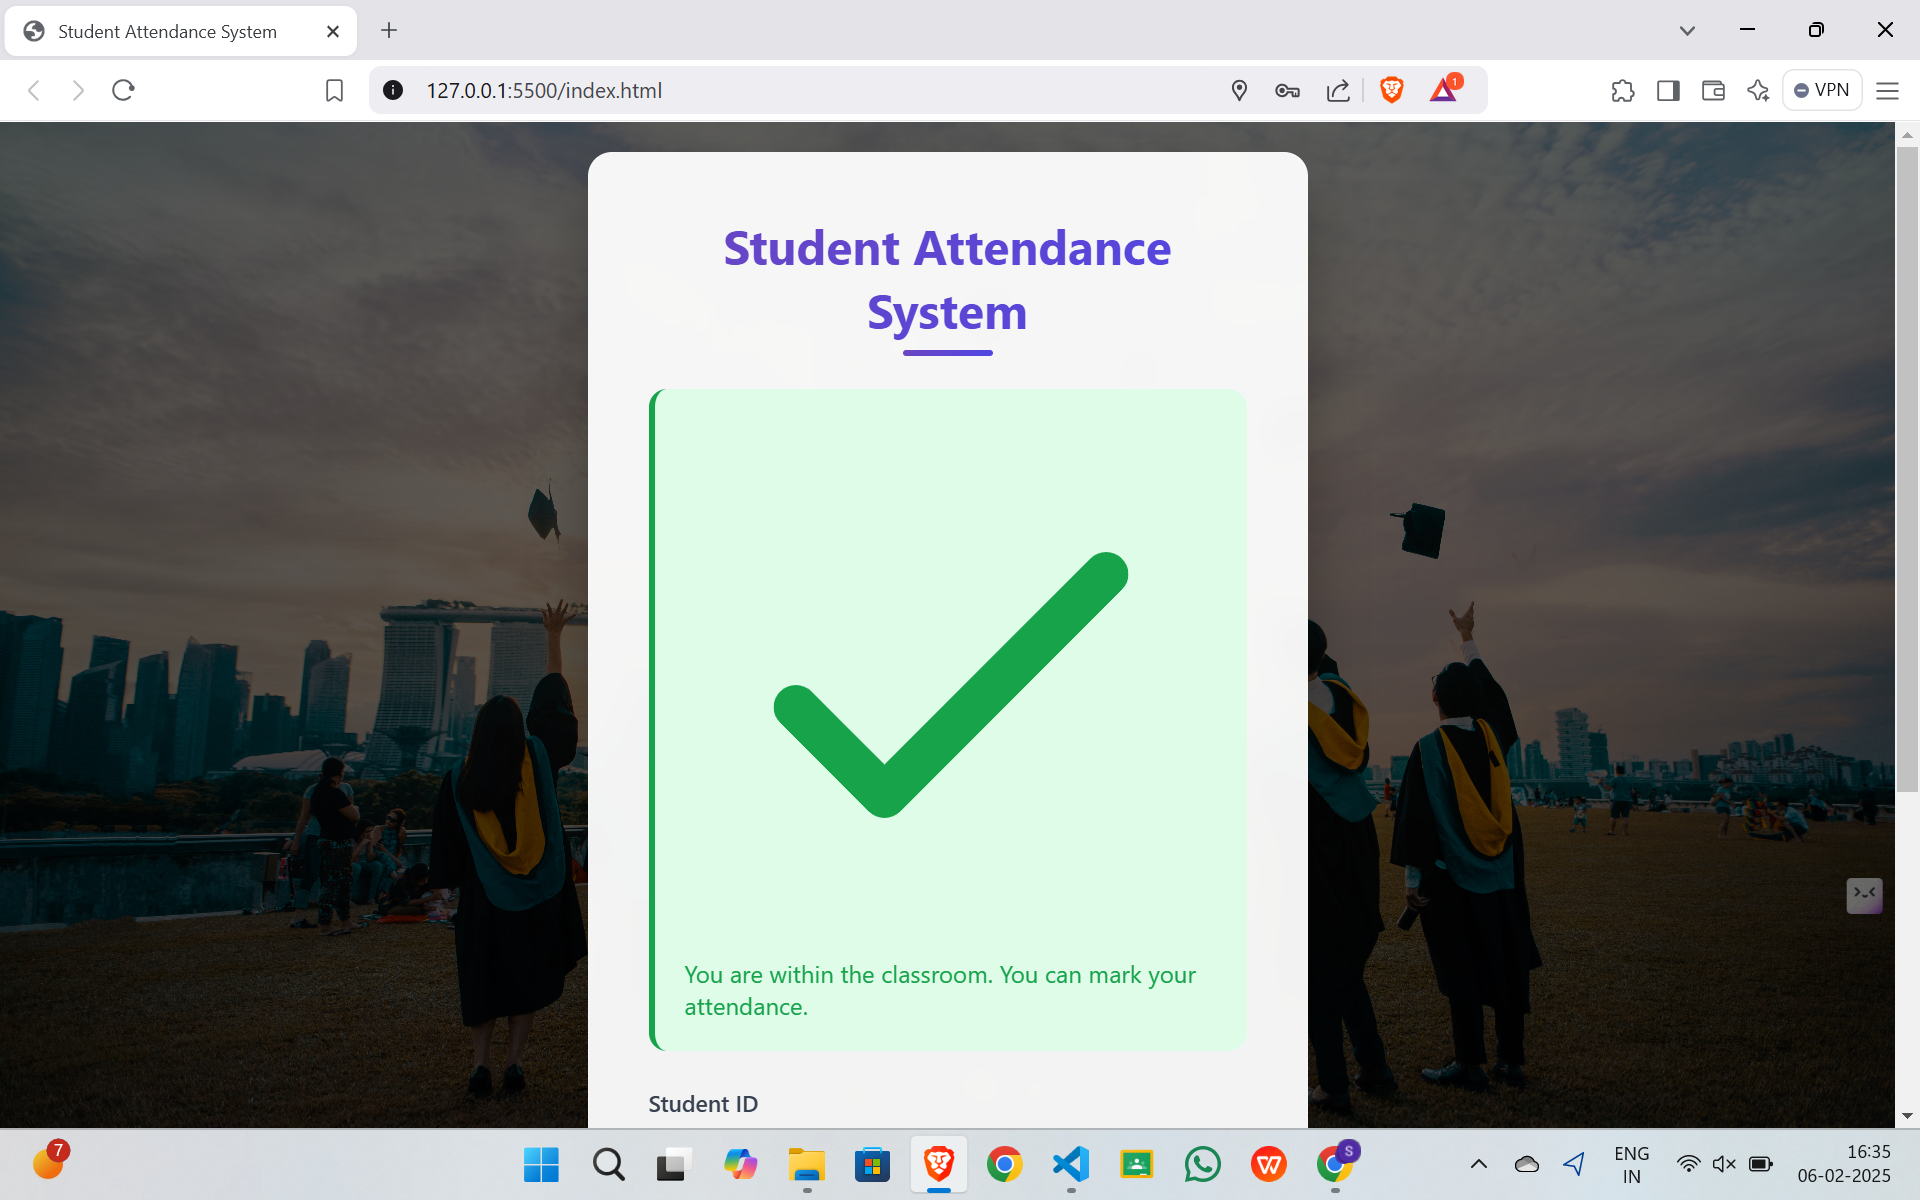 Student Attendance System
127.0.0.1:5500/index.html
1
VPN
Student Attendance
System
You are within the classroom. You can mark your
attendance.
Student ID
7
S
ENG
IN
16:35
06-02-2025